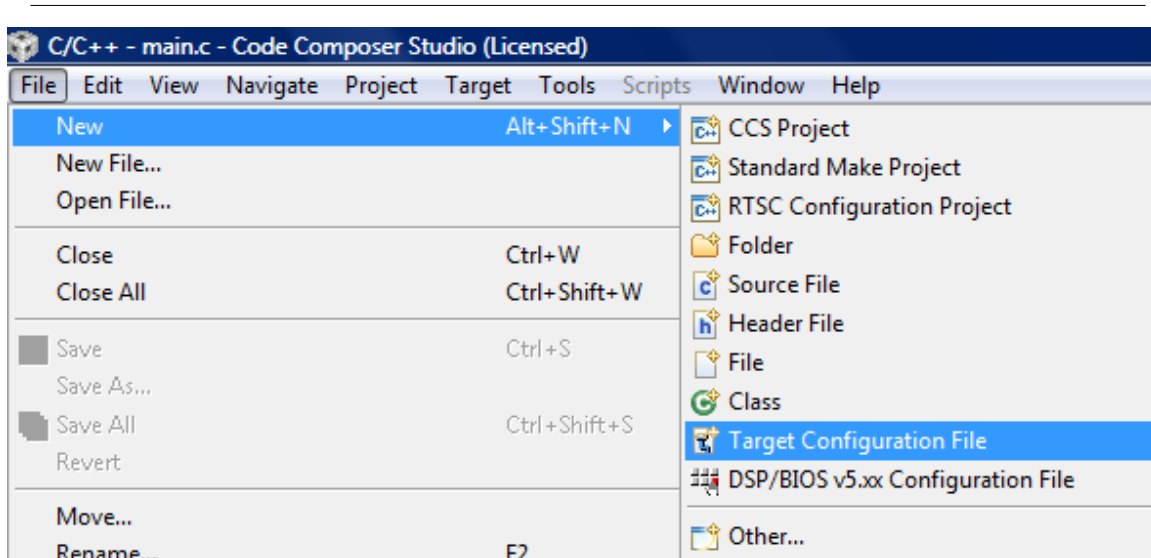 C/C++ - main.c - Code Composer Studio (Licensed)
File Edit View Navigate Project Target Tools Scripts Window Help
New Alt+Shift+N
New File...
Open File...
Close Ctrl+W
Close All Ctrl+Shift+W
Save Ctrl+S
Save As...
Save All Ctrl+Shift+S
Revert
Move...
Rename... F2
CCS Project
Standard Make Project
RTSC Configuration Project
Folder
Source File
Header File
File
Class
Target Configuration File
DSP/BIOS v5.xx Configuration File
Other...